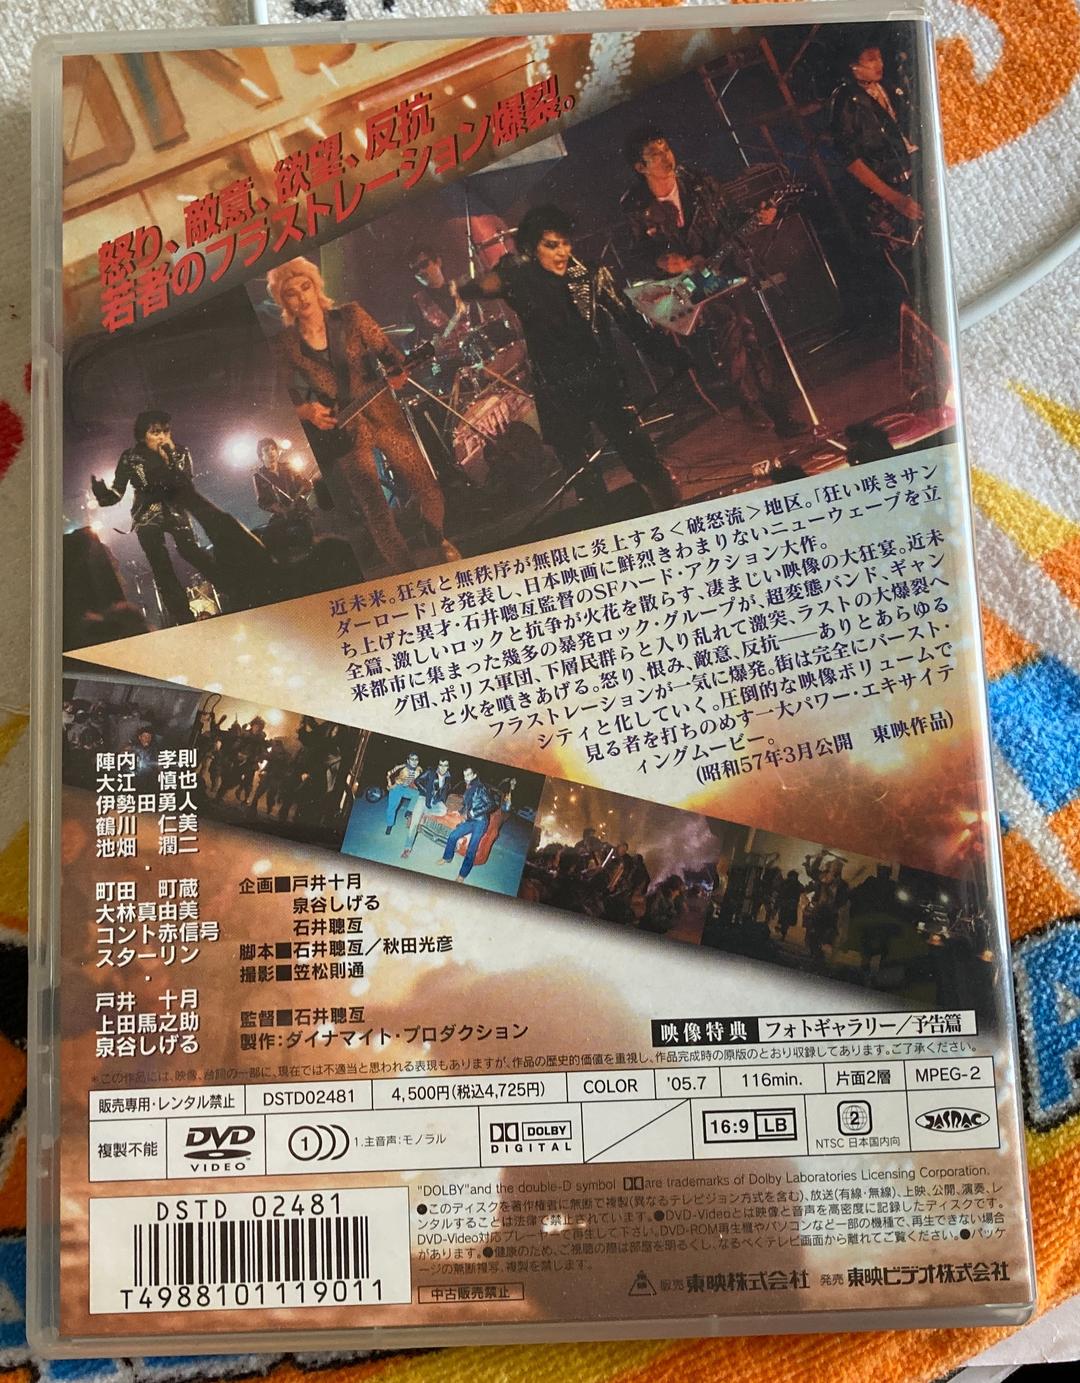 怒り、敵意、欲望、反抗
若者のフラストレーション爆裂。
近未来。狂気と無秩序が無限に炎上する＜破怒流＞地区。「狂い咲きサン
ダーロード」を発表し、日本映画に鮮烈きわまりないニューウェーブを立
ち上げた異才・石井聰亙監督のSFハード・アクション大作。
全篇、激しいロックと抗争が火花を散らす、凄まじい映像の大狂宴。近未
来都市に集まった幾多の暴発ロック・グループが、超変態バンド、ギャン
グ団、ポリス軍団、下層民群らと入り乱れて激突、ラストの大爆裂へ
と火を噴きあげる。怒り、恨み、敵意、反抗――ありとあらゆる
フラストレーションが一気に爆発。街は完全にバースト・
シティと化していく。圧倒的な映像ボリュームで
見る者を打ちのめす一大パワー・エキサイテ
ィングムービー。
(昭和57年3月公開　東映作品)
陣内　孝則
大江　慎也
伊勢田勇人
鶴川　仁美
池畑　潤二
・
町田　町蔵
大林真由美
コント赤信号
スターリン
・
戸井　十月
上田馬之助
泉谷しげる
企画■戸井十月
泉谷しげる
石井聰亙
脚本■石井聰亙／秋田光彦
撮影■笠松則通
監督■石井聰亙
製作：ダイナマイト・プロダクション
映像特典 フォトギャラリー／予告篇
＊この作品には、映像、台詞の一部に、現在では不適当と思われる表現もありますが、作品の歴史的価値を重視し、作品完成時の原版のとおり収録してあります。ご了承ください。
販売専用・レンタル禁止 DSTD02481 4,500円(税込4,725円) COLOR '05.7 116min. 片面2層 MPEG-2
複製不能 DVD VIDEO 1 1.主音声：モノラル DOLBY DIGITAL 16:9 LB 2 NTSC 日本国内向 JASRAC
"DOLBY"and the double-D symbol are trademarks of Dolby Laboratories Licensing Corporation.
●このディスクを著作権者に無断で複製(異なるテレビジョン方式を含む)、放送(有線・無線)、上映、公開、演奏、レ
ンタルすることは法律で禁止されています。●DVD-Videoとは映像と音声を高密度に記録したディスクです。
DVD-Video対応プレーヤーで再生して下さい。DVD-ROM再生機やパソコンなど一部の機種で、再生できない場合
があります。●健康のため、ご視聴の際は部屋を明るくし、なるべくテレビ画面から離れてご覧ください。●パッケ
ージの無断複写、複製を禁じます。
中古販売禁止
販売 東映株式会社 発売 東映ビデオ株式会社
DSTD 02481
T4988101119011